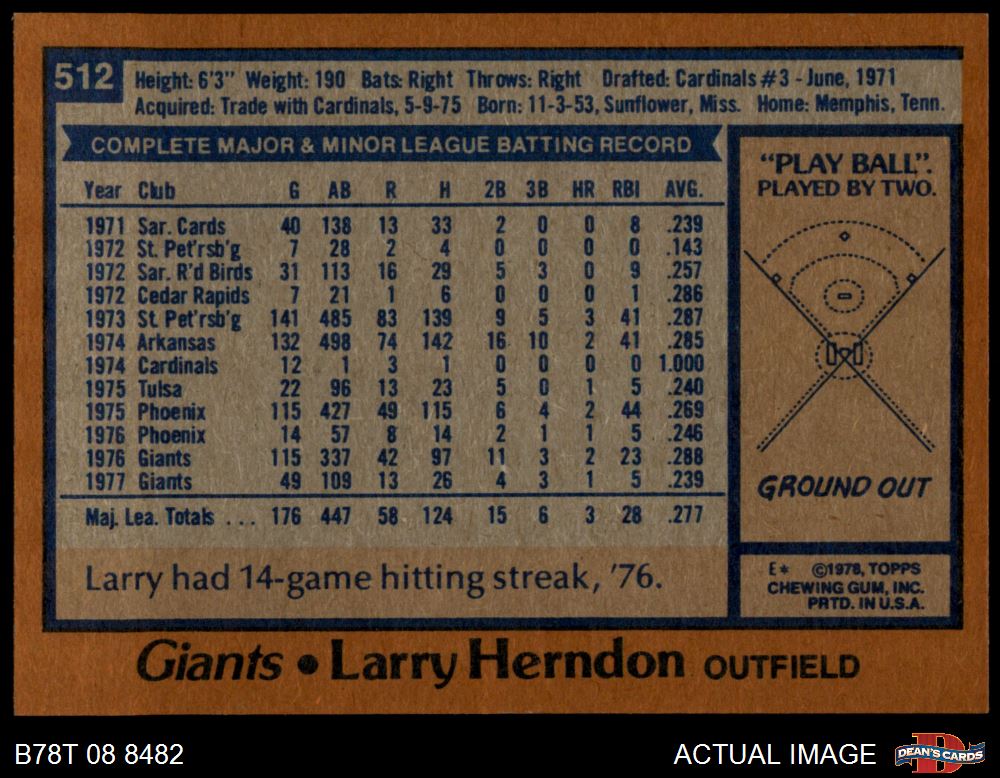 512
Height: 6'3" Weight: 190 Bats: Right Throws: Right Drafted: Cardinals #3 - June, 1971
Acquired: Trade with Cardinals, 5-9-75 Born: 11-3-53, Sunflower, Miss. Home: Memphis, Tenn.
COMPLETE MAJOR & MINOR LEAGUE BATTING RECORD
Year Club G AB R H 2B 3B HR RBI AVG.
1971 Sar. Cards 40 138 13 33 2 0 0 8 .239
1972 St. Pet'rsb'g 7 28 2 4 0 0 0 0 .143
1972 Sar. R'd Birds 31 113 16 29 5 3 0 9 .257
1972 Cedar Rapids 7 21 1 6 0 0 0 1 .286
1973 St. Pet'rsb'g 141 485 83 139 9 5 3 41 .287
1974 Arkansas 132 498 74 142 16 10 2 41 .285
1974 Cardinals 12 1 3 1 0 0 0 0 1.000
1975 Tulsa 22 96 13 23 5 0 1 5 .240
1975 Phoenix 115 427 49 115 6 4 2 44 .269
1976 Phoenix 14 57 8 14 2 1 1 5 .246
1976 Giants 115 337 42 97 11 3 2 23 .288
1977 Giants 49 109 13 26 4 3 1 5 .239
Maj. Lea. Totals . . . 176 447 58 124 15 6 3 28 .277
Larry had 14-game hitting streak, '76.
"PLAY BALL".
PLAYED BY TWO.
GROUND OUT
E* ©1978, TOPPS
CHEWING GUM, INC.
PRTD. IN U.S.A.
Giants • Larry Herndon OUTFIELD
B78T 08 8482
ACTUAL IMAGE
DEAN'S CARDS